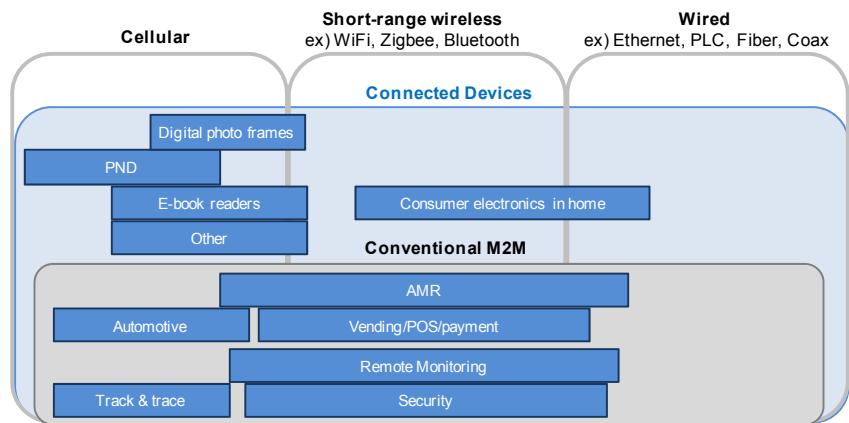 Cellular
Short-range wireless
ex) WiFi, Zigbee, Bluetooth
Wired
ex) Ethernet, PLC, Fiber, Coax
Connected Devices
Digital photo frames
PND
E-book readers
Consumer electronics in home
Other
Conventional M2M
AMR
Automotive
Vending/POS/payment
Remote Monitoring
Track & trace
Security